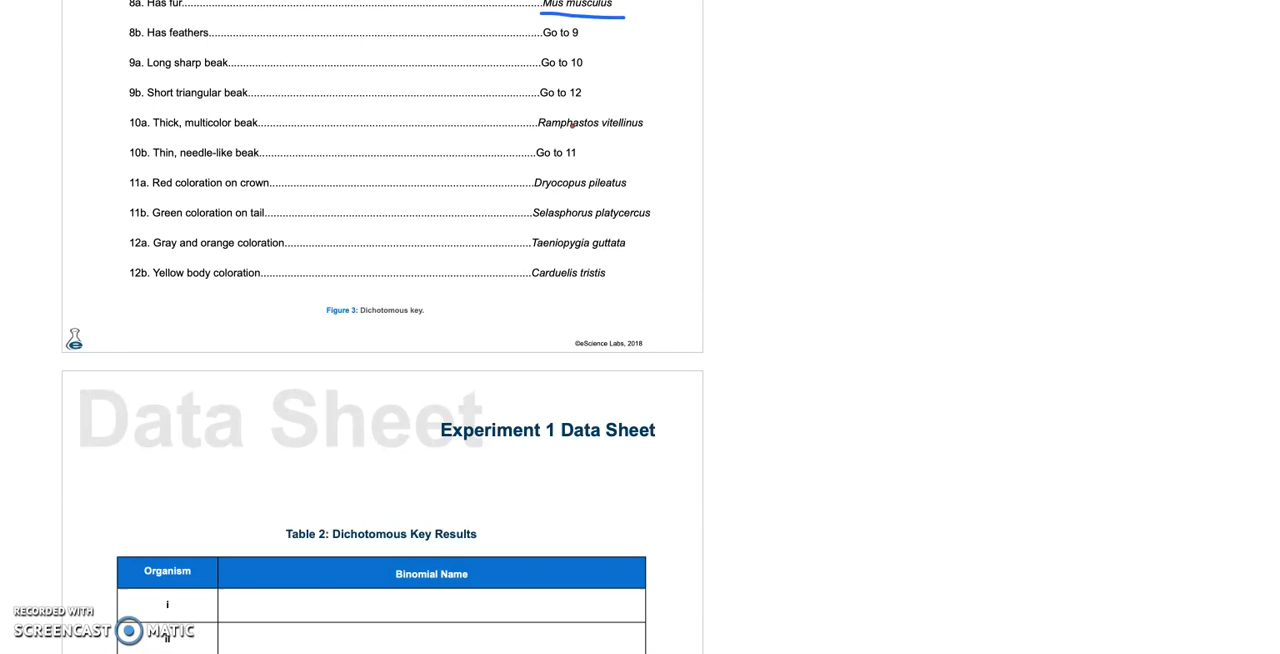 8a. Has fur....................................................................................................................Mus musculus
8b. Has feathers...............................................................................................................Go to 9
9a. Long sharp beak........................................................................................................Go to 10
9b. Short triangular beak.................................................................................................Go to 12
10a. Thick, multicolor beak.............................................................................................Ramphastos vitellinus
10b. Thin, needle-like beak............................................................................................Go to 11
11a. Red coloration on crown........................................................................................Dryocopus pileatus
11b. Green coloration on tail.........................................................................................Selasphorus platycercus
12a. Gray and orange coloration..................................................................................Taeniopygia guttata
12b. Yellow body coloration..........................................................................................Carduelis tristis
Figure 3: Dichotomous key.
e
©eScience Labs, 2018
Data Sheet
Experiment 1 Data Sheet
Table 2: Dichotomous Key Results
Organism Binomial Name
i
ii
RECORDED WITH
SCREENCAST MATIC